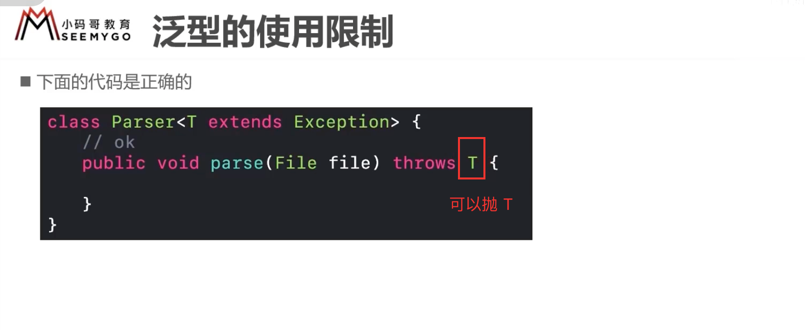 小码哥教育
SEEMYGO
泛型的使用限制
下面的代码是正确的
class Parser<T extends Exception> {
// ok
public void parse(File file) throws T {
}
可以抛 T
}